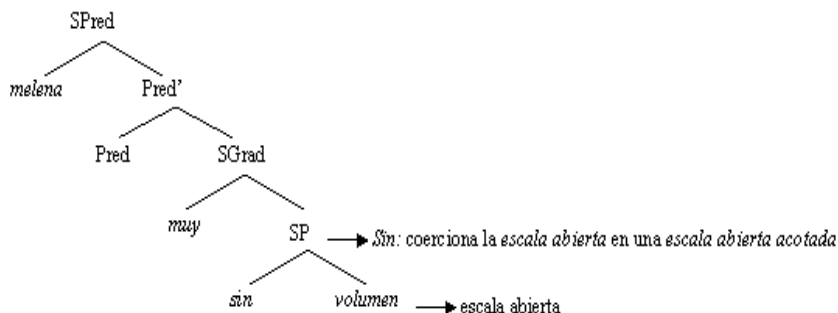 SPred
melena Pred’
Pred SGrad
muy SP Sin: coerciona la escala abierta en una escala abierta acotada
sin volumen escala abierta